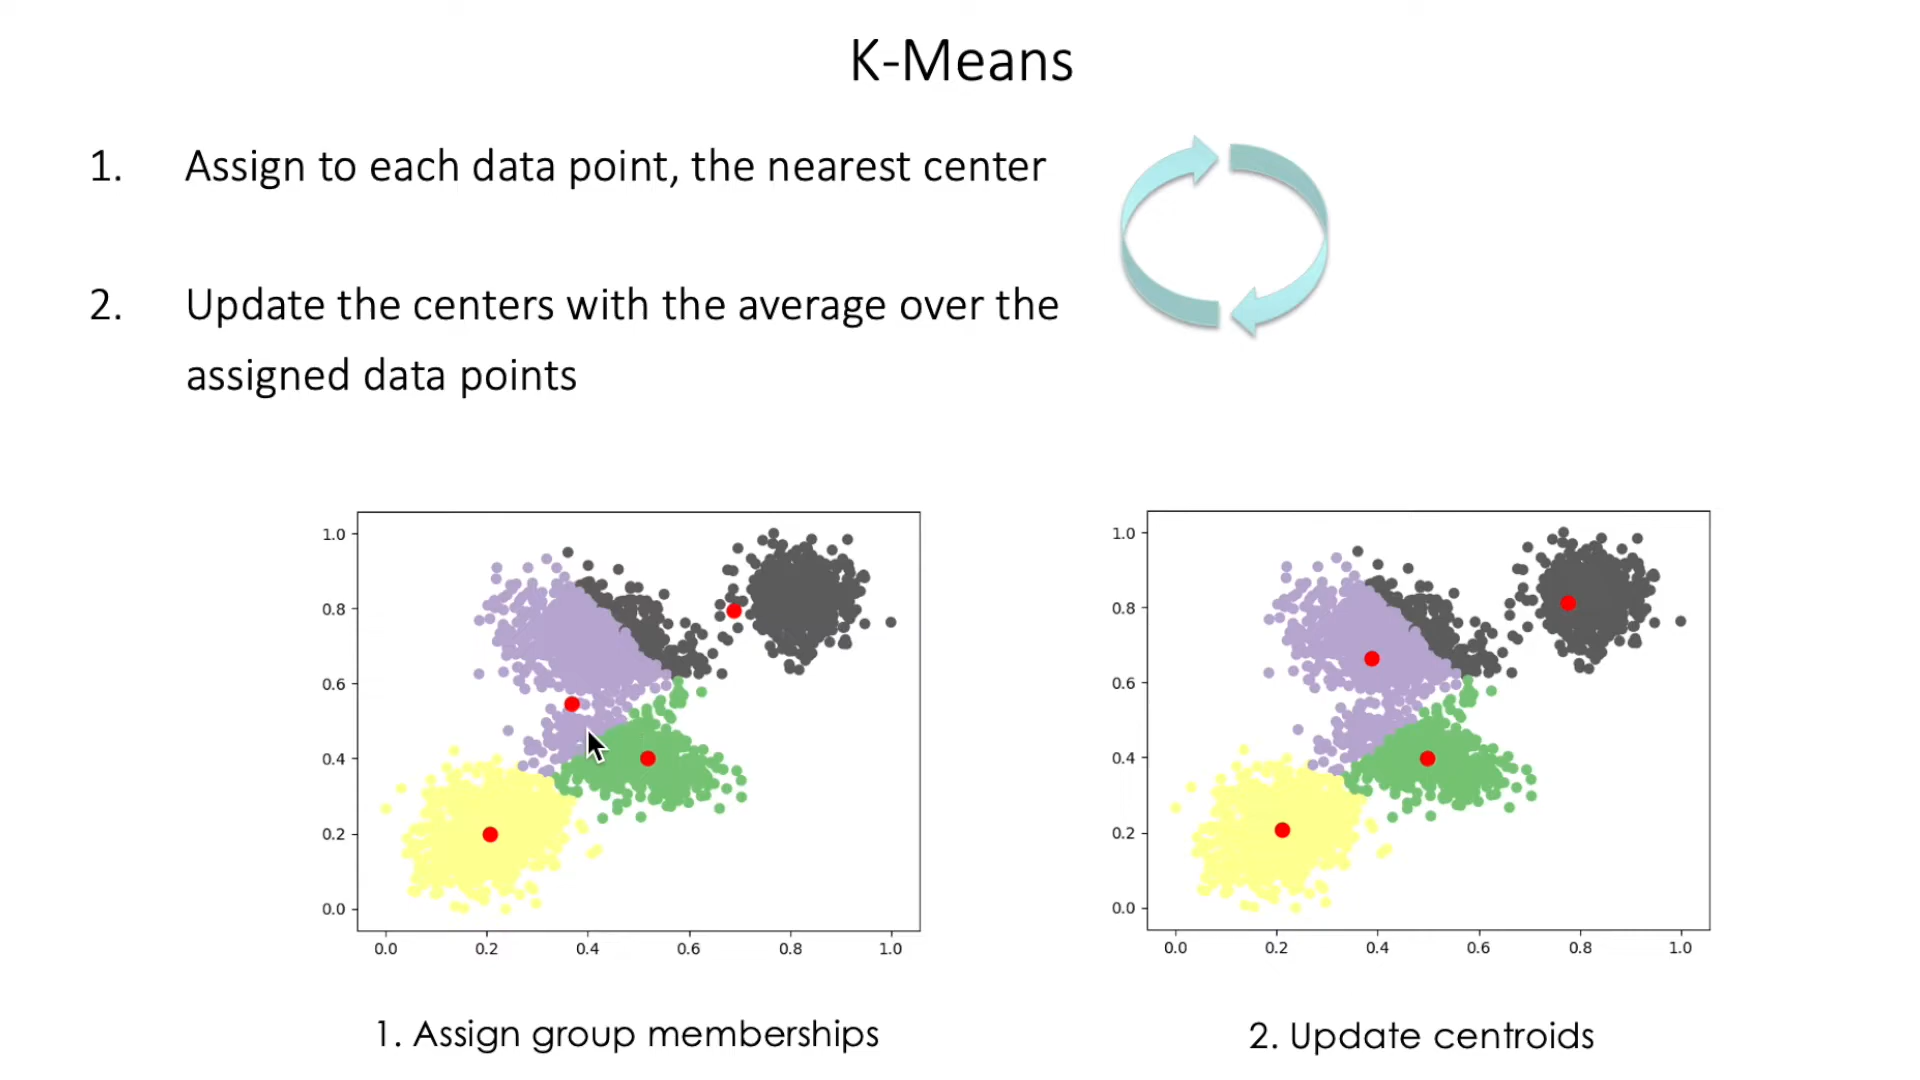 K-Means
1. Assign to each data point, the nearest center
2. Update the centers with the average over the
assigned data points
1.0
0.8
0.6
0.4
0.2
0.0
0.0 0.2 0.4 0.6 0.8 1.0
1. Assign group memberships
1.0
0.8
0.6
0.4
0.2
0.0
0.0 0.2 0.4 0.6 0.8 1.0
2. Update centroids